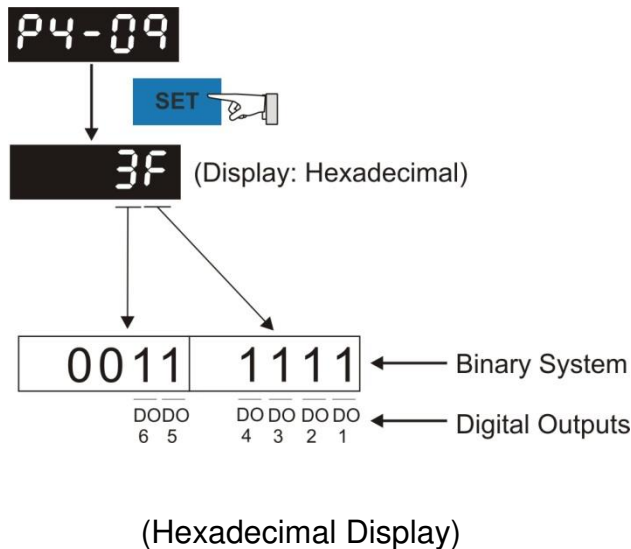 P4-09
SET
3F (Display: Hexadecimal)
0011 1111 Binary System
DO DO DO DO DO DO Digital Outputs
6 5 4 3 2 1
(Hexadecimal Display)